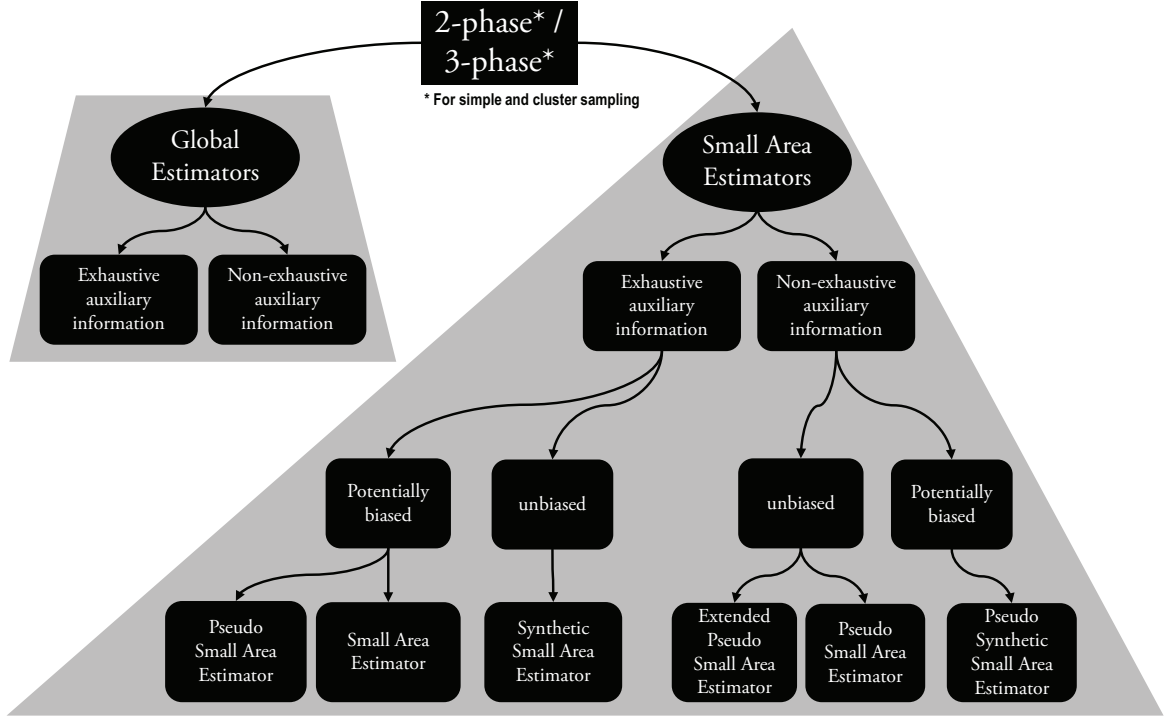 2-phase* /
3-phase*
* For simple and cluster sampling
Global
Estimators
Small Area
Estimators
Exhaustive
auxiliary
information
Non-exhaustive
auxiliary
information
Exhaustive
auxiliary
information
Non-exhaustive
auxiliary
information
Potentially
biased
unbiased
unbiased
Potentially
biased
Pseudo
Small Area
Estimator
Small Area
Estimator
Synthetic
Small Area
Estimator
Extended
Pseudo
Small Area
Estimator
Pseudo
Small Area
Estimator
Pseudo
Synthetic
Small Area
Estimator